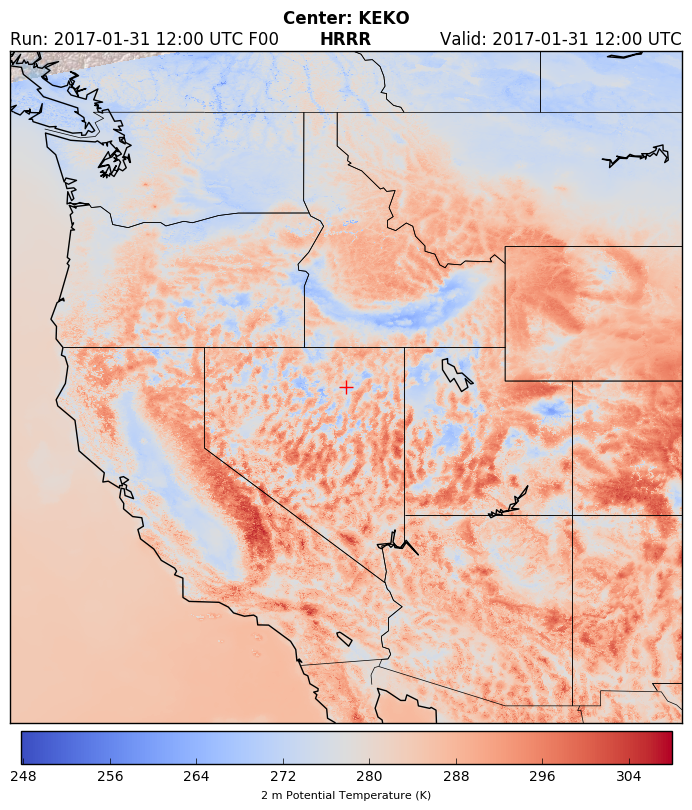 Center: KEKO
Run: 2017-01-31 12:00 UTC F00 HRRR Valid: 2017-01-31 12:00 UTC
248 256 264 272 280 288 296 304
2 m Potential Temperature (K)